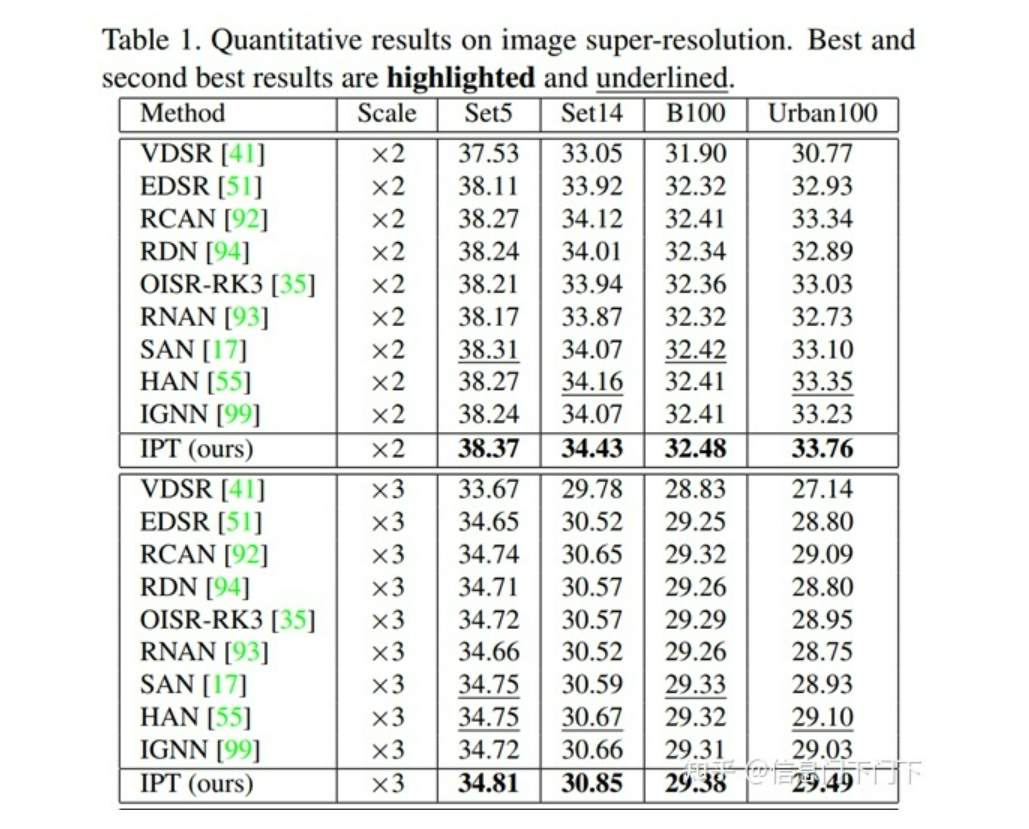 Table 1. Quantitative results on image super-resolution. Best and
second best results are highlighted and underlined.
Method Scale Set5 Set14 B100 Urban100
VDSR [41] ×2 37.53 33.05 31.90 30.77
EDSR [51] ×2 38.11 33.92 32.32 32.93
RCAN [92] ×2 38.27 34.12 32.41 33.34
RDN [94] ×2 38.24 34.01 32.34 32.89
OISR-RK3 [35] ×2 38.21 33.94 32.36 33.03
RNAN [93] ×2 38.17 33.87 32.32 32.73
SAN [17] ×2 38.31 34.07 32.42 33.10
HAN [55] ×2 38.27 34.16 32.41 33.35
IGNN [99] ×2 38.24 34.07 32.41 33.23
IPT (ours) ×2 38.37 34.43 32.48 33.76
VDSR [41] ×3 33.67 29.78 28.83 27.14
EDSR [51] ×3 34.65 30.52 29.25 28.80
RCAN [92] ×3 34.74 30.65 29.32 29.09
RDN [94] ×3 34.71 30.57 29.26 28.80
OISR-RK3 [35] ×3 34.72 30.57 29.29 28.95
RNAN [93] ×3 34.66 30.52 29.26 28.75
SAN [17] ×3 34.75 30.59 29.33 28.93
HAN [55] ×3 34.75 30.67 29.32 29.10
IGNN [99] ×3 34.72 30.66 29.31 29.03
IPT (ours) ×3 34.81 30.85 29.38 29.49
知乎 @信息门下门下